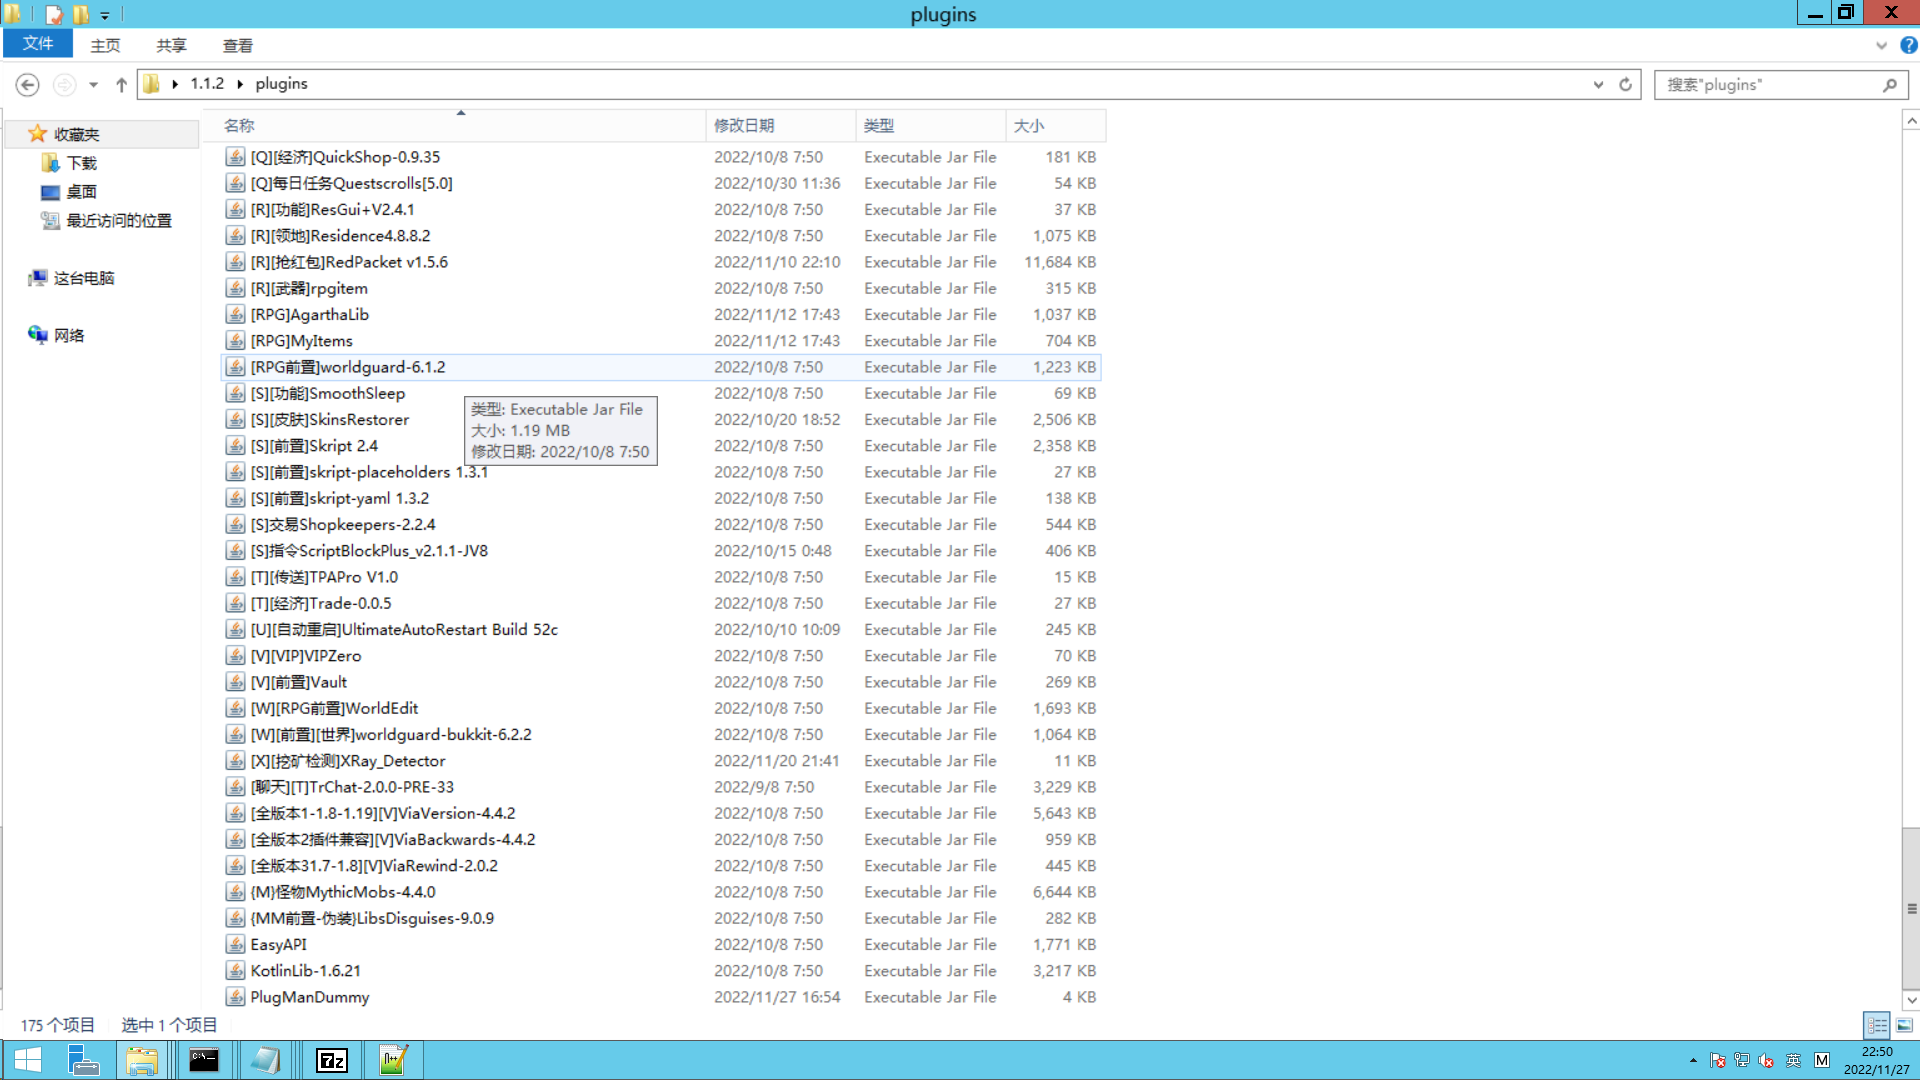 plugins
文件 主页 共享 查看
1.1.2 plugins 搜索"plugins"
收藏夹
下载
桌面
最近访问的位置
这台电脑
网络
名称 修改日期 类型 大小
[Q][经济]QuickShop-0.9.35 2022/10/8 7:50 Executable Jar File 181 KB
[Q]每日任务Questscrolls[5.0] 2022/10/30 11:36 Executable Jar File 54 KB
[R][功能]ResGui+V2.4.1 2022/10/8 7:50 Executable Jar File 37 KB
[R][领地]Residence4.8.8.2 2022/10/8 7:50 Executable Jar File 1,075 KB
[R][抢红包]RedPacket v1.5.6 2022/11/10 22:10 Executable Jar File 11,684 KB
[R][武器]rpgitem 2022/10/8 7:50 Executable Jar File 315 KB
[RPG]AgarthaLib 2022/11/12 17:43 Executable Jar File 1,037 KB
[RPG]MyItems 2022/11/12 17:43 Executable Jar File 704 KB
[RPG前置]worldguard-6.1.2 2022/10/8 7:50 Executable Jar File 1,223 KB
[S][功能]SmoothSleep 2022/10/8 7:50 Executable Jar File 69 KB
[S][皮肤]SkinsRestorer 2022/10/20 18:52 Executable Jar File 2,506 KB
[S][前置]Skript 2.4 2022/10/8 7:50 Executable Jar File 2,358 KB
[S][前置]skript-placeholders 1.3.1 2022/10/8 7:50 Executable Jar File 27 KB
[S][前置]skript-yaml 1.3.2 2022/10/8 7:50 Executable Jar File 138 KB
[S]交易Shopkeepers-2.2.4 2022/10/8 7:50 Executable Jar File 544 KB
[S]指令ScriptBlockPlus_v2.1.1-JV8 2022/10/15 0:48 Executable Jar File 406 KB
[T][传送]TPAPro V1.0 2022/10/8 7:50 Executable Jar File 15 KB
[T][经济]Trade-0.0.5 2022/10/8 7:50 Executable Jar File 27 KB
[U][自动重启]UltimateAutoRestart Build 52c 2022/10/10 10:09 Executable Jar File 245 KB
[V][VIP]VIPZero 2022/10/8 7:50 Executable Jar File 70 KB
[V][前置]Vault 2022/10/8 7:50 Executable Jar File 269 KB
[W][RPG前置]WorldEdit 2022/10/8 7:50 Executable Jar File 1,693 KB
[W][前置][世界]worldguard-bukkit-6.2.2 2022/10/8 7:50 Executable Jar File 1,064 KB
[X][挖矿检测]XRay_Detector 2022/11/20 21:41 Executable Jar File 11 KB
[聊天][T]TrChat-2.0.0-PRE-33 2022/9/8 7:50 Executable Jar File 3,229 KB
[全版本1-1.8-1.19][V]ViaVersion-4.4.2 2022/10/8 7:50 Executable Jar File 5,643 KB
[全版本2插件兼容][V]ViaBackwards-4.4.2 2022/10/8 7:50 Executable Jar File 959 KB
[全版本31.7-1.8][V]ViaRewind-2.0.2 2022/10/8 7:50 Executable Jar File 445 KB
{M}怪物MythicMobs-4.4.0 2022/10/8 7:50 Executable Jar File 6,644 KB
{MM前置-伪装}LibsDisguises-9.0.9 2022/10/8 7:50 Executable Jar File 282 KB
EasyAPI 2022/10/8 7:50 Executable Jar File 1,771 KB
KotlinLib-1.6.21 2022/10/8 7:50 Executable Jar File 3,217 KB
PlugManDummy 2022/11/27 16:54 Executable Jar File 4 KB
类型: Executable Jar File
大小: 1.19 MB
修改日期: 2022/10/8 7:50
175 个项目 选中 1 个项目
C:\_
7z
英 M
22:50
2022/11/27